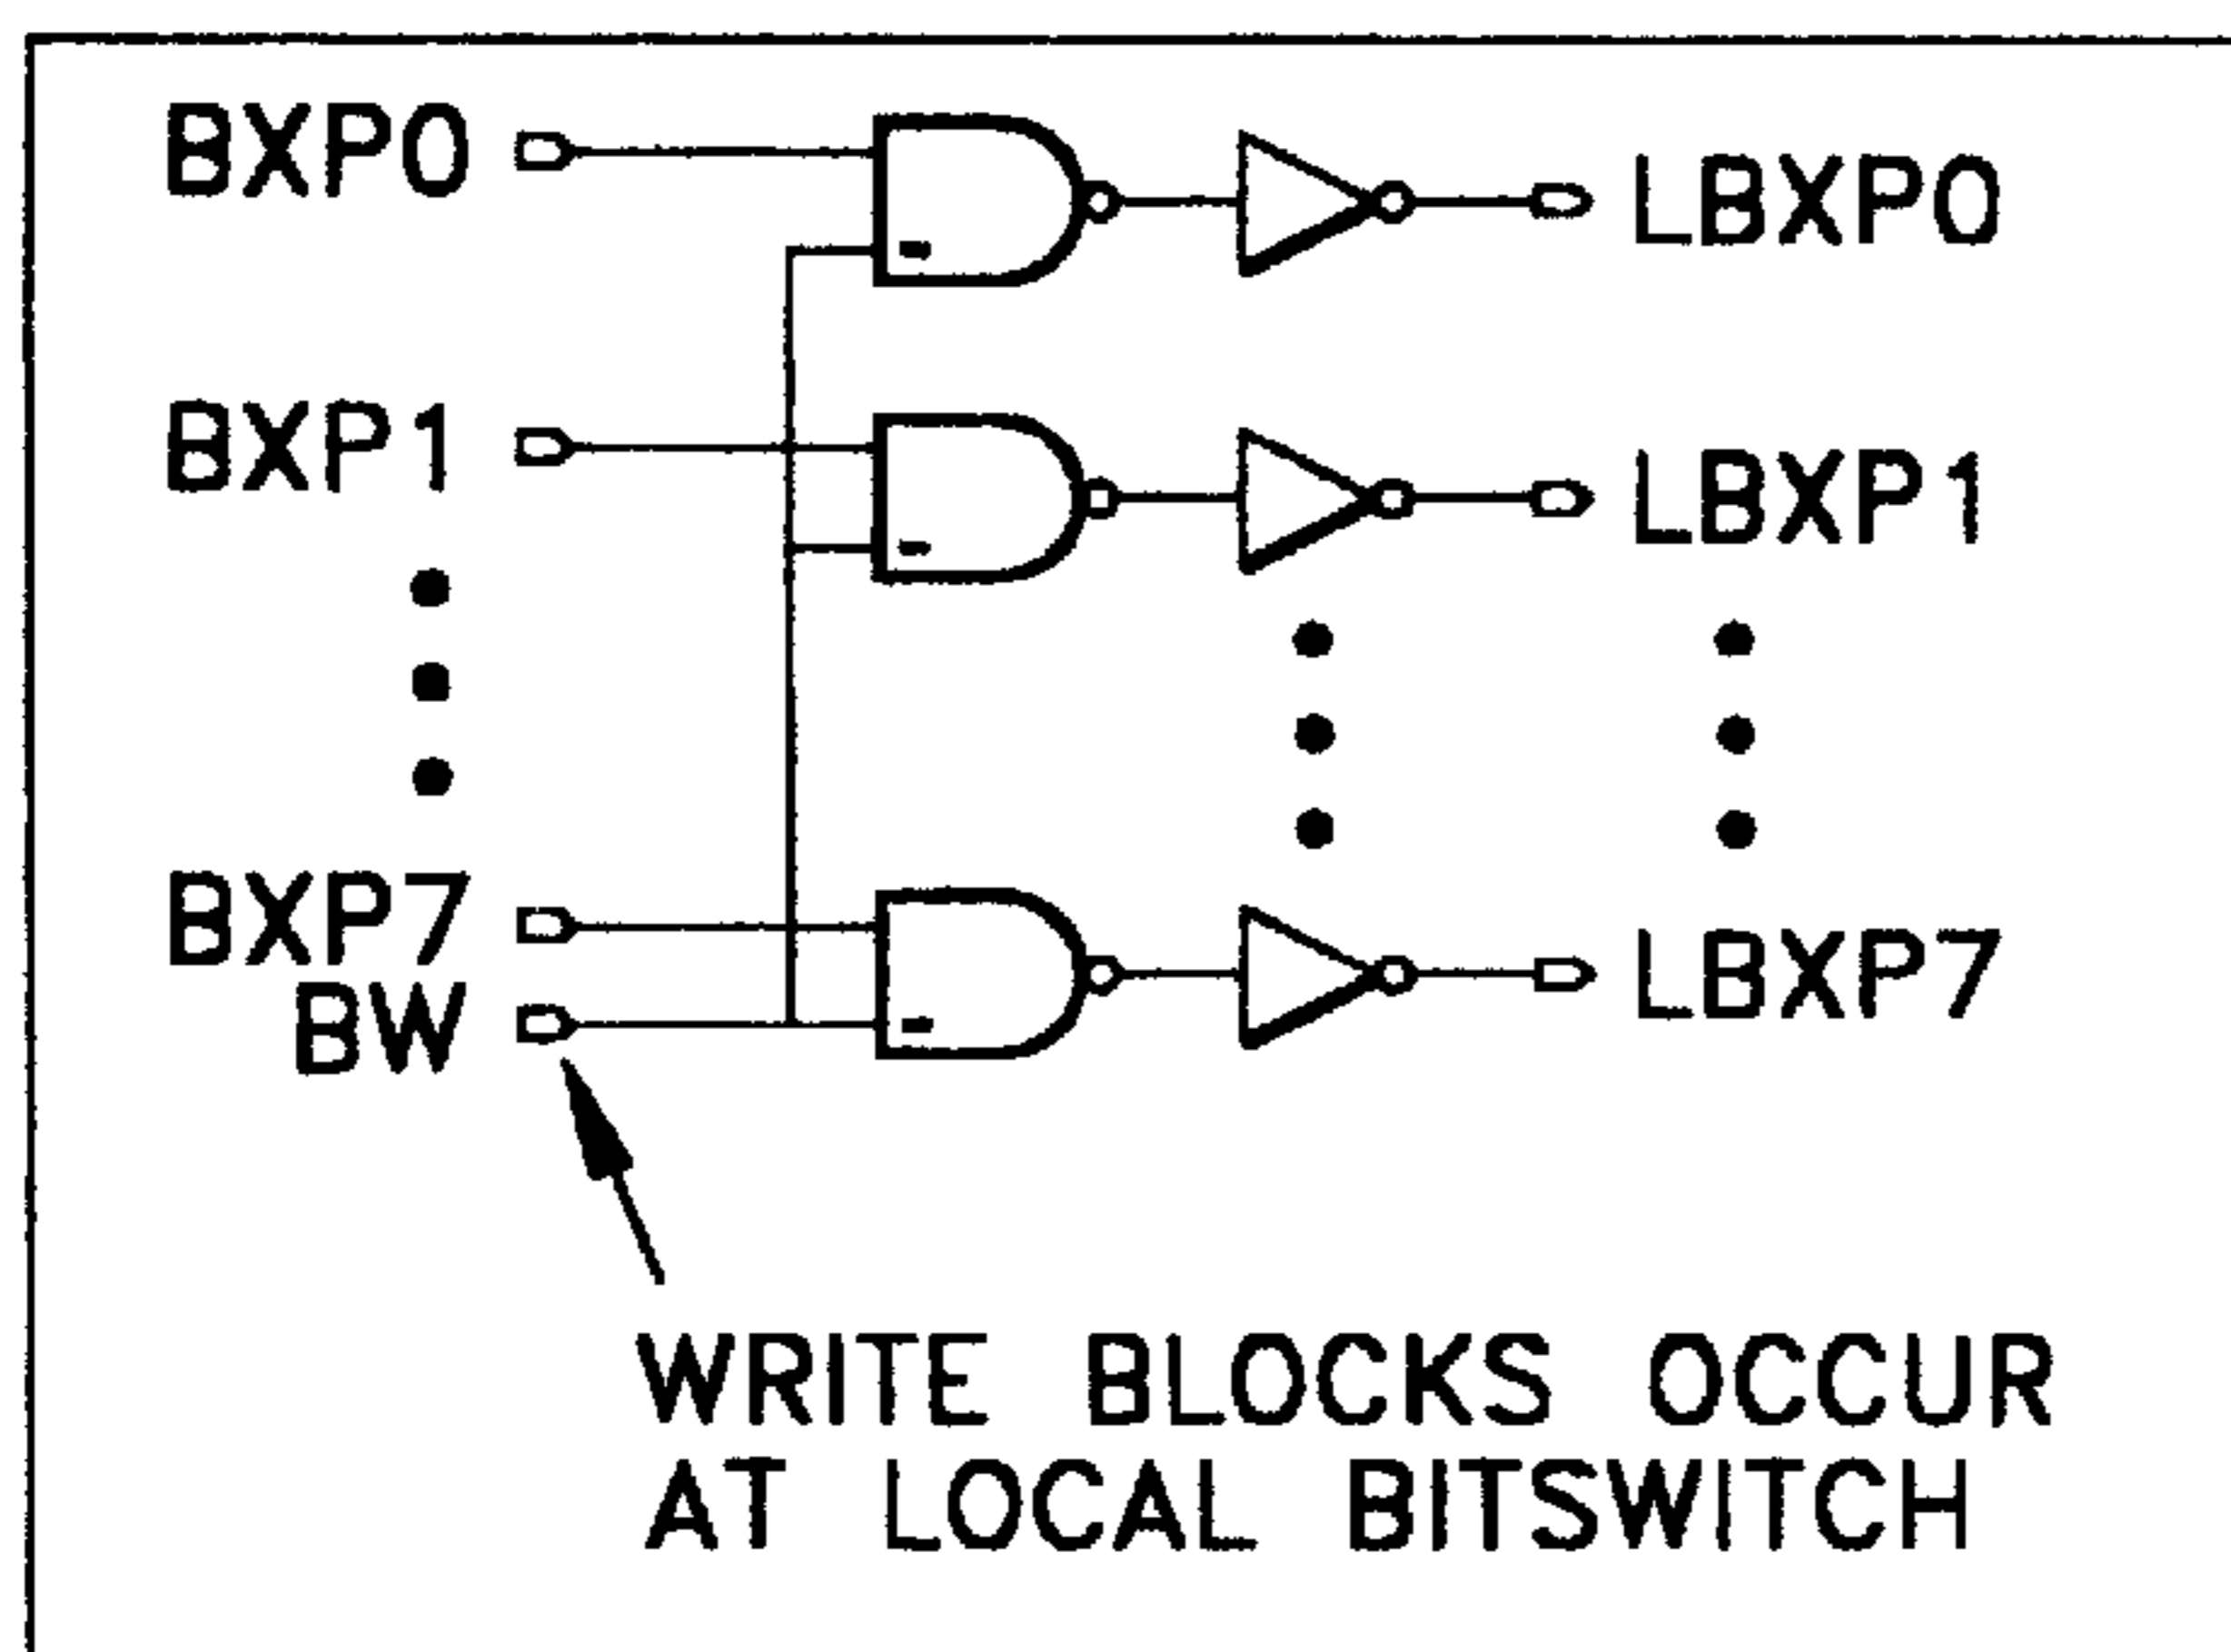 BXP0
LBXP0
BXP1
LBXP1
BXP7
LBXP7
BW
WRITE BLOCKS OCCUR
AT LOCAL BITSWITCH